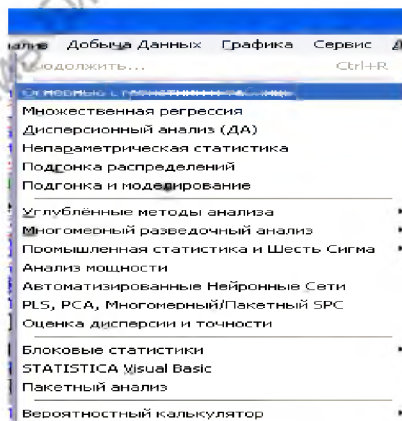 Добыча Данных Графика Сервис
Ctrl+R
Множественная регрессия
Дисперсионный анализ (ДА)
Непараметрическая статистика
Подгонка распределений
Подгонка и моделирование
Углублённые методы анализа
Многомерный разведочный анализ
Промышленная статистика и Шесть Сигма
Анализ мощности
Автоматизированные Нейронные Сети
PLS, PCA, Многомерный/Пакетный SPC
Оценка дисперсии и точности
Блоковые статистики
STATISTICA Visual Basic
Пакетный анализ
Вероятностный калькулятор